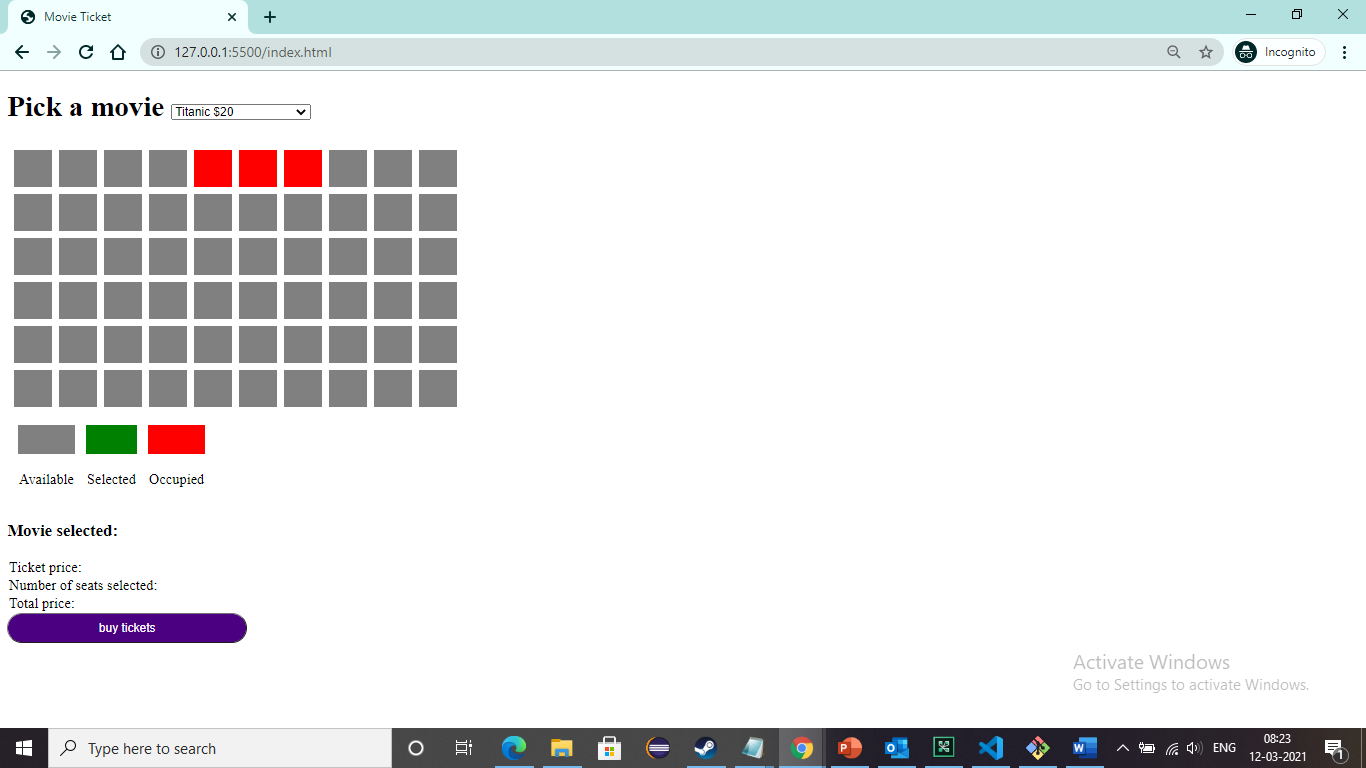 Movie Ticket
127.0.0.1:5500/index.html
Incognito
Pick a movie Titanic $20
Available Selected Occupied
Movie selected:
Ticket price:
Number of seats selected:
Total price:
buy tickets
Activate Windows
Go to Settings to activate Windows.
Type here to search
ENG
08:23
12-03-2021
1